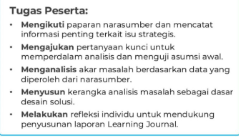 Tugas Peserta:
• Mengikuti paparan narasumber dan mencatat
informasi penting terkait isu strategis.
• Mengajukan pertanyaan kunci untuk
memperdalam analisis dan menguji asumsi awal.
• Menganalisis akar masalah berdasarkan data yang
diperoleh dari narasumber.
• Menyusun kerangka analisis masalah sebagai dasar
desain solusi.
• Melakukan refleksi individu untuk mendukung
penyusunan laporan Learning Journal.